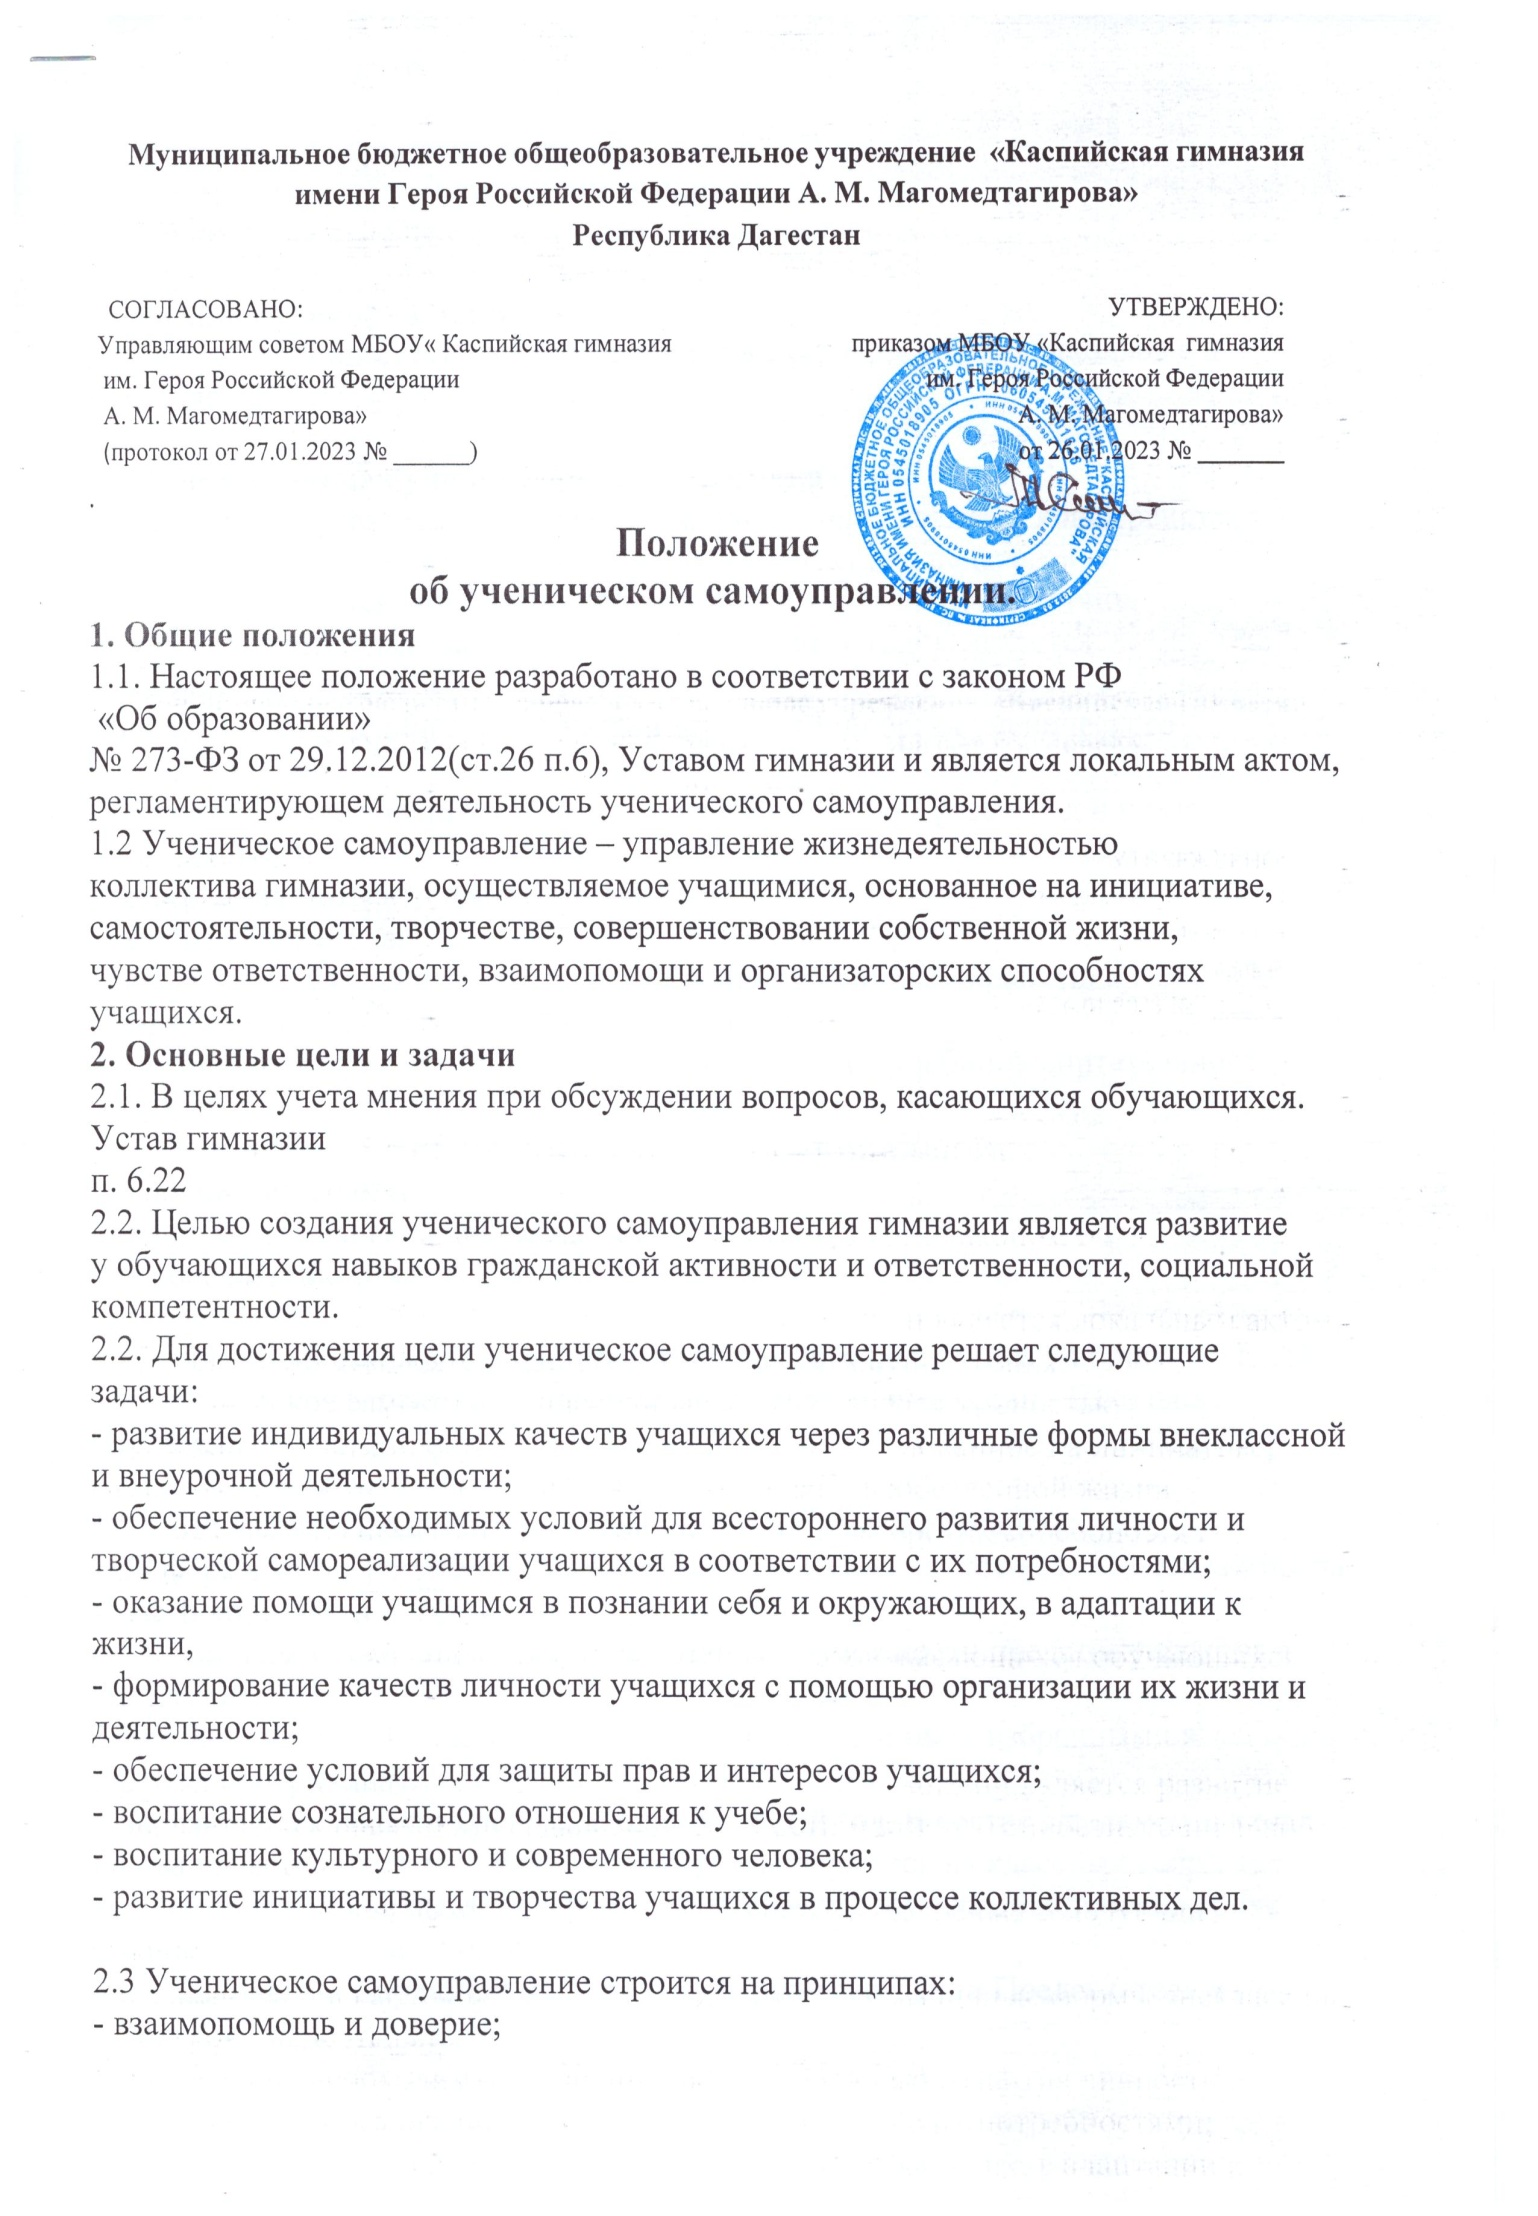 Муниципальное бюджетное общеобразовательное учреждение «Каспийская гимназия
имени Героя Российской Федерации А. М. Магомедтагирова»
Республика Дагестан
СОГЛАСОВАНО:
Управляющим советом МБОУ« Каспийская гимназия
им. Героя Российской Федерации
А. М. Магомедтагирова»
(протокол от 27.01.2023 № ______)
УТВЕРЖДЕНО:
приказом МБОУ «Каспийская гимназия
им. Героя Российской Федерации
А. М. Магомедтагирова»
от 26.01.2023 № _______
ИНН 0545018905 ОГРН
Положение
об ученическом самоуправлении.
1. Общие положения
1.1. Настоящее положение разработано в соответствии с законом РФ
«Об образовании»
№ 273-ФЗ от 29.12.2012(ст.26 п.6), Уставом гимназии и является локальным актом,
регламентирующем деятельность ученического самоуправления.
1.2 Ученическое самоуправление – управление жизнедеятельностью
коллектива гимназии, осуществляемое учащимися, основанное на инициативе,
самостоятельности, творчестве, совершенствовании собственной жизни,
чувстве ответственности, взаимопомощи и организаторских способностях
учащихся.
2. Основные цели и задачи
2.1. В целях учета мнения при обсуждении вопросов, касающихся обучающихся.
Устав гимназии
п. 6.22
2.2. Целью создания ученического самоуправления гимназии является развитие
у обучающихся навыков гражданской активности и ответственности, социальной
компетентности.
2.2. Для достижения цели ученическое самоуправление решает следующие
задачи:
- развитие индивидуальных качеств учащихся через различные формы внеклассной
и внеурочной деятельности;
- обеспечение необходимых условий для всестороннего развития личности и
творческой самореализации учащихся в соответствии с их потребностями;
- оказание помощи учащимся в познании себя и окружающих, в адаптации к
жизни,
- формирование качеств личности учащихся с помощью организации их жизни и
деятельности;
- обеспечение условий для защиты прав и интересов учащихся;
- воспитание сознательного отношения к учебе;
- воспитание культурного и современного человека;
- развитие инициативы и творчества учащихся в процессе коллективных дел.
2.3 Ученическое самоуправление строится на принципах:
- взаимопомощь и доверие;